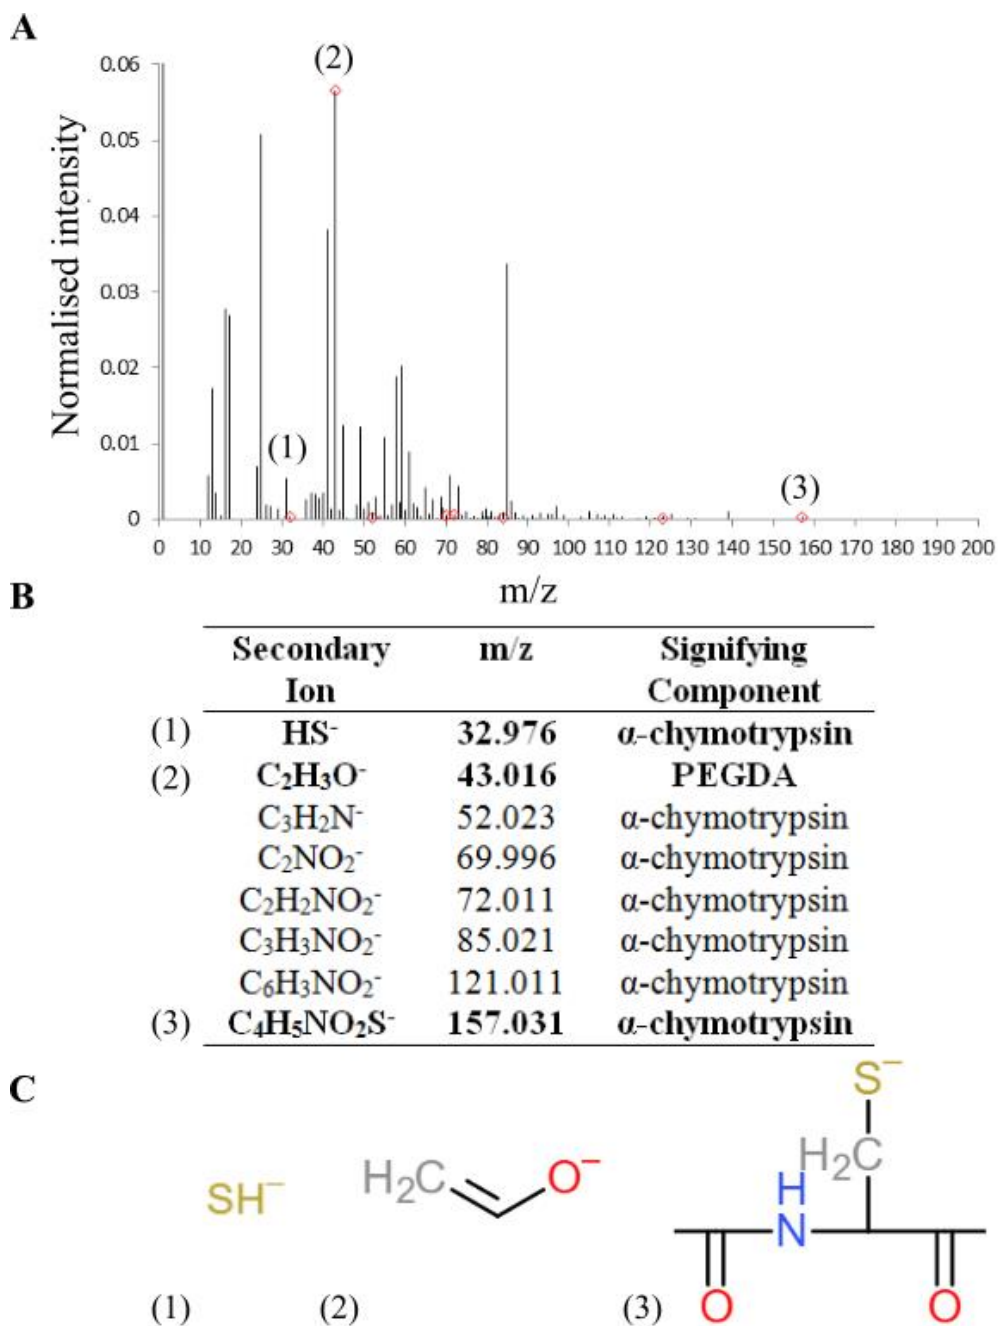 A
(2)
0.06
0.05
0.04
0.03
0.02
0.01
0
Normalised intensity
(1)
(3)
0 10 20 30 40 50 60 70 80 90 100 110 120 130 140 150 160 170 180 190 200
m/z
B
Secondary Ion m/z Signifying Component
(1) HS⁻ 32.976 α-chymotrypsin
(2) C₂H₃O⁻ 43.016 PEGDA
C₃H₂N⁻ 52.023 α-chymotrypsin
C₂NO₂⁻ 69.996 α-chymotrypsin
C₂H₂NO₂⁻ 72.011 α-chymotrypsin
C₃H₃NO₂⁻ 85.021 α-chymotrypsin
C₆H₃NO₂⁻ 121.011 α-chymotrypsin
(3) C₄H₅NO₂S⁻ 157.031 α-chymotrypsin
C
SH⁻
H₂C O⁻
S⁻
H₂C
H
N
O O
(1) (2) (3)